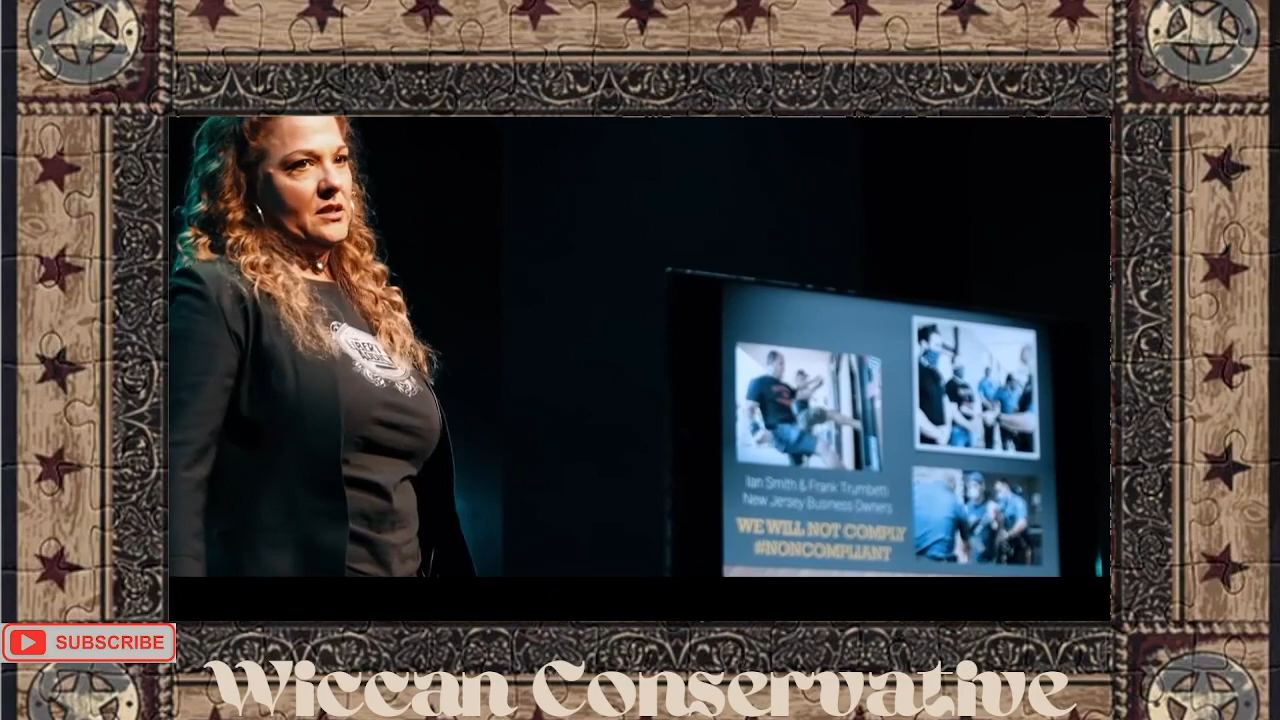 Ian Smith & Frank Trumbetti
New Jersey Business Owners
WE WILL NOT COMPLY
#NONCOMPLIANT
SUBSCRIBE
Wiccan Conservative